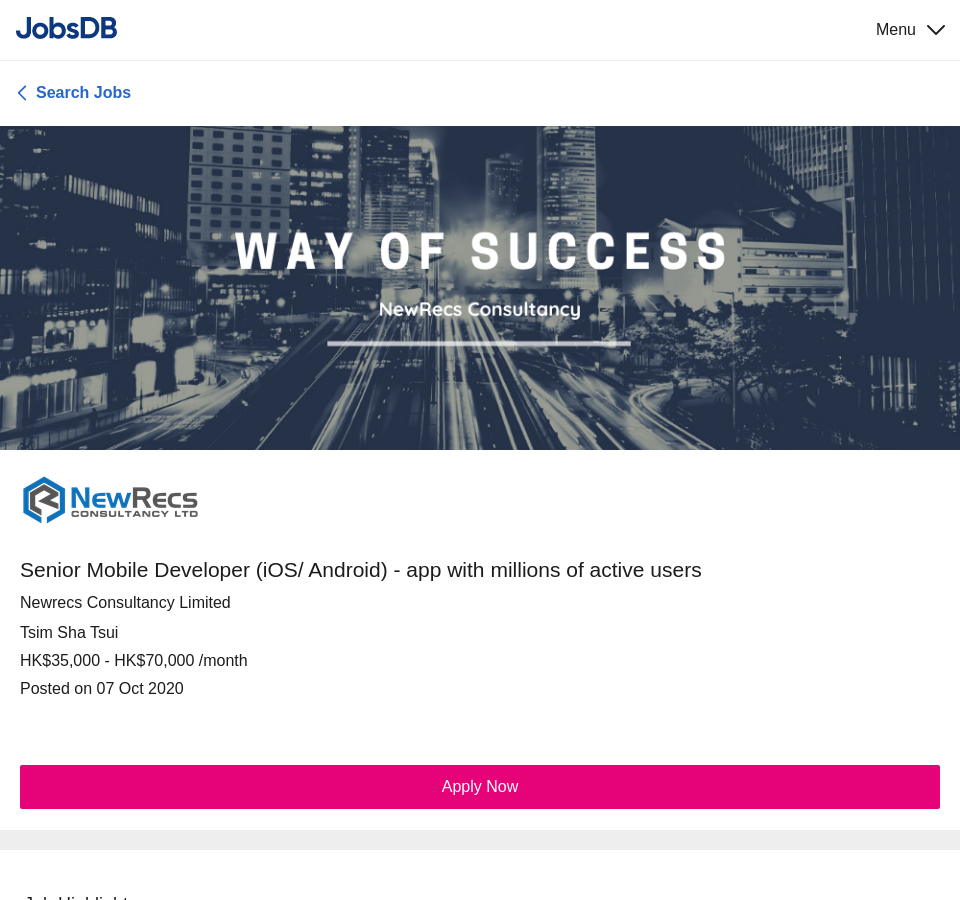 JobsDB
Menu
Search Jobs
WAY OF SUCCESS
NewRecs Consultancy
NewRecs
CONSULTANCY LTD
Senior Mobile Developer (iOS/ Android) - app with millions of active users
Newrecs Consultancy Limited
Tsim Sha Tsui
HK$35,000 - HK$70,000 /month
Posted on 07 Oct 2020
Apply Now